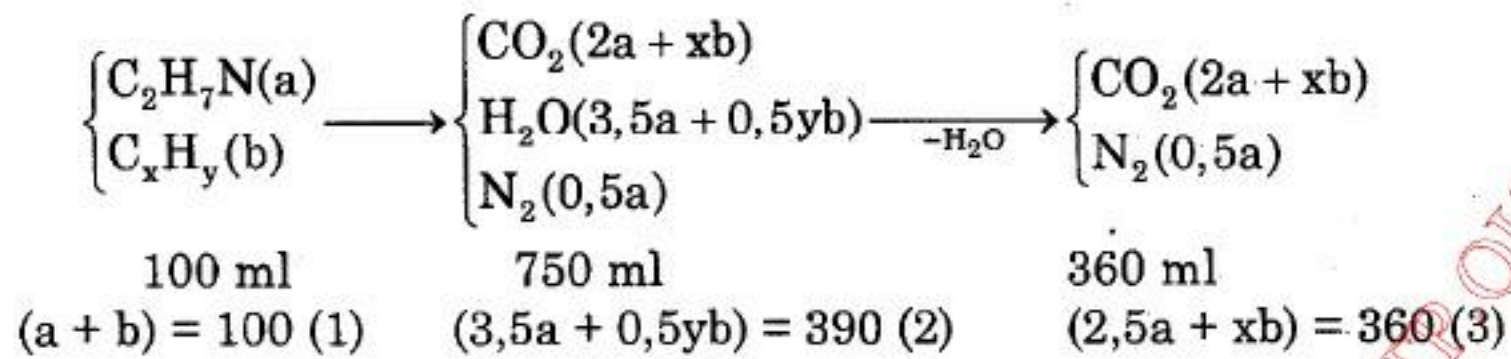 C₂H₇N(a)
CₓHᵧ(b)
CO₂(2a + xb)
H₂O(3,5a + 0,5yb)
N₂(0,5a)
-H₂O
CO₂(2a + xb)
N₂(0,5a)
100 ml 750 ml 360 ml
(a + b) = 100 (1) (3,5a + 0,5yb) = 390 (2) (2,5a + xb) = 360 (3)